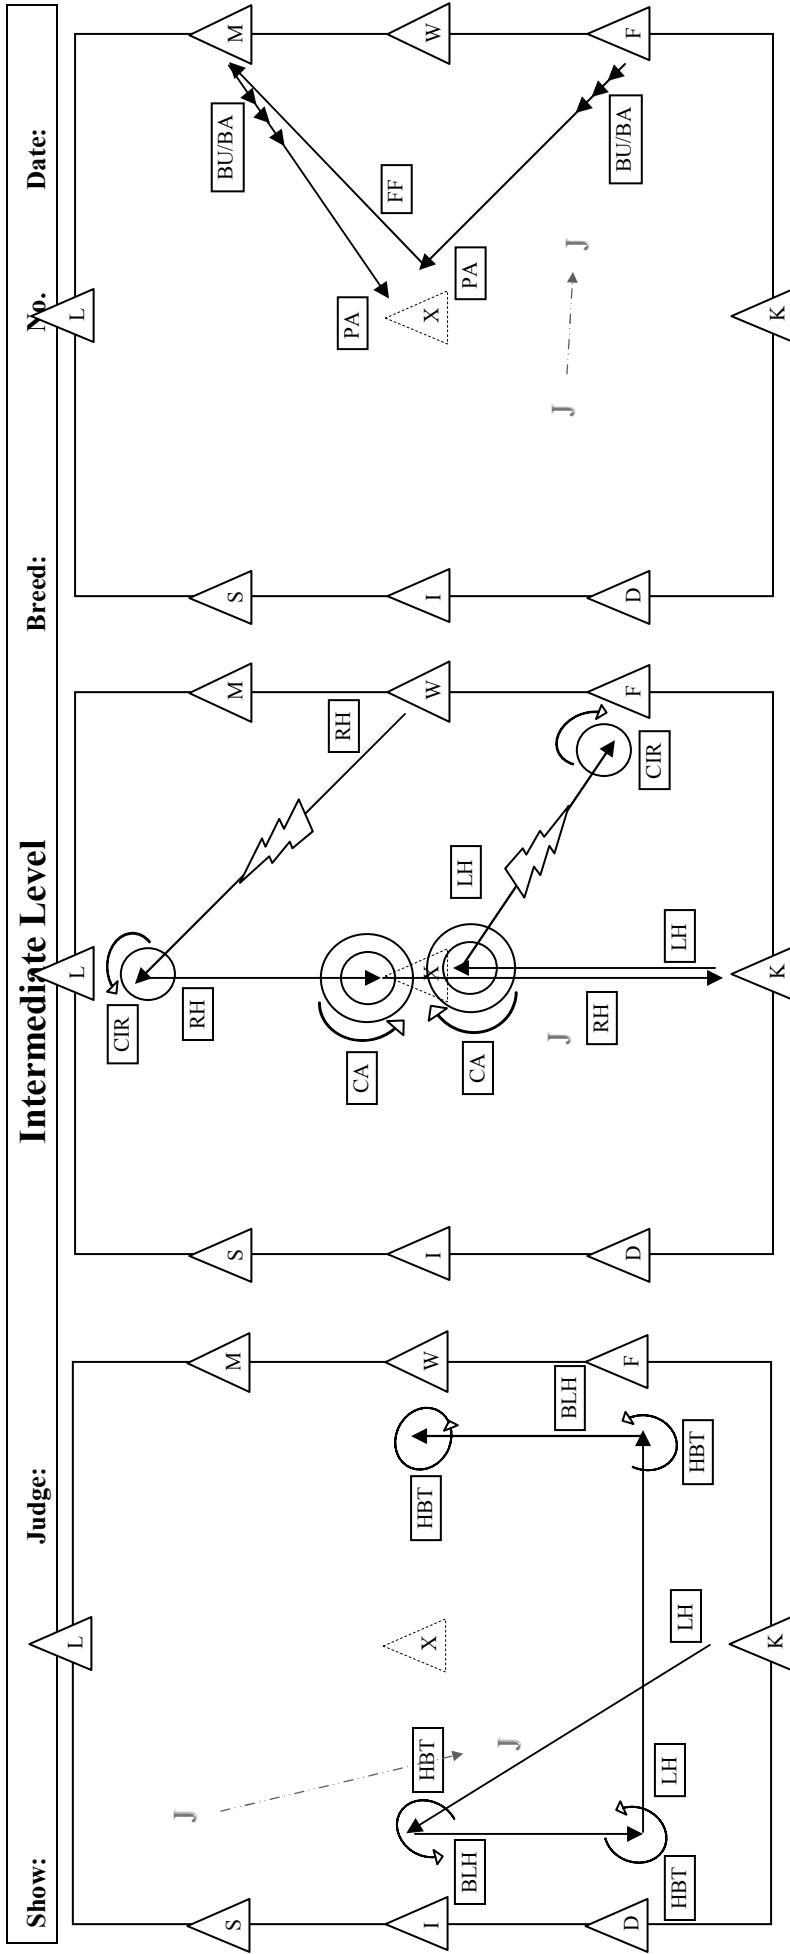 Show: Judge: Intermediate Level Breed: No. Date:
L
J
S M
I HBT X HBT W
BLH J
BLH
D F
HBT LH LH HBT
K
L
CIR
RH
S M
RH
CA
I X W
LH
CA
J
RH
D F
CIR
LH
K
L
S BU/BA M
PA
FF
I X W
PA
J J
D BU/BA F
K